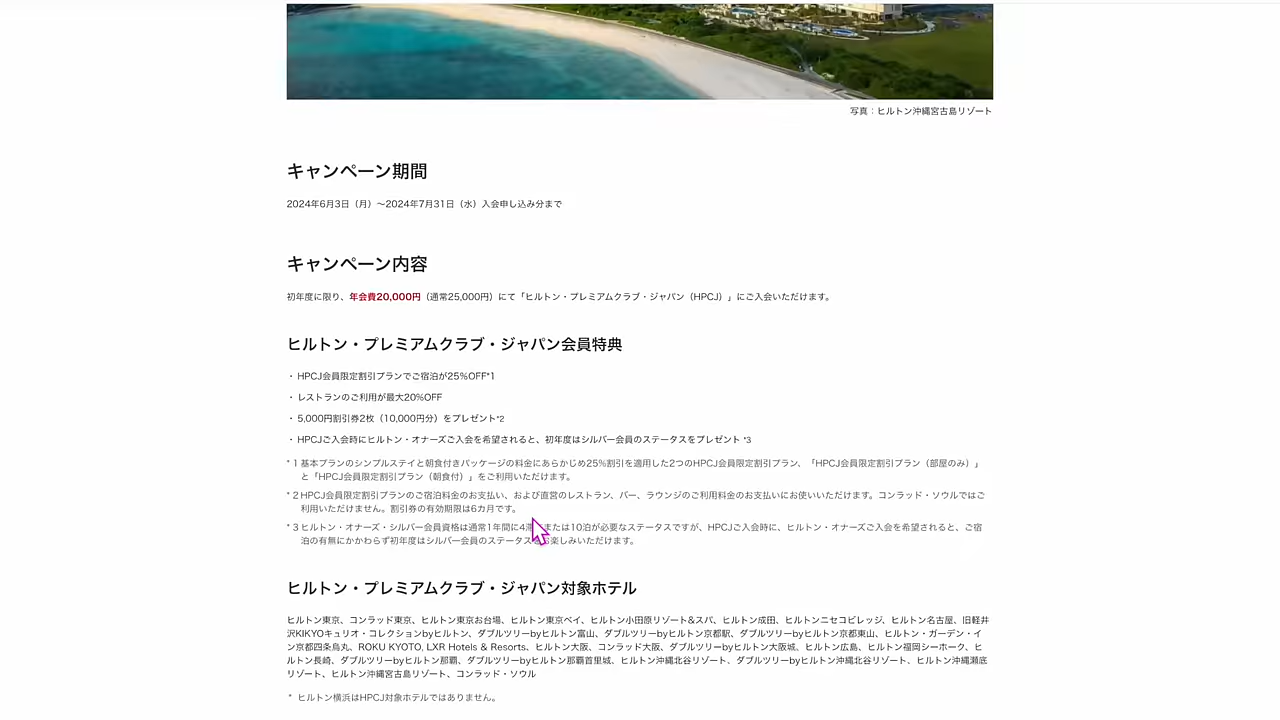 写真：ヒルトン沖縄宮古島リゾート
キャンペーン期間
2024年6月3日（月）〜2024年7月31日（水）入会申し込み分まで
キャンペーン内容
初年度に限り、年会費20,000円（通常25,000円）にて「ヒルトン・プレミアムクラブ・ジャパン（HPCJ）」にご入会いただけます。
ヒルトン・プレミアムクラブ・ジャパン会員特典
・ HPCJ会員限定割引プランでご宿泊が25%OFF*1
・ レストランのご利用が最大20%OFF
・ 5,000円割引券2枚（10,000円分）をプレゼント*2
・ HPCJご入会時にヒルトン・オナーズご入会を希望されると、初年度はシルバー会員のステータスをプレゼント *3
* 1 基本プランのシンプルステイと朝食付きパッケージの料金にあらかじめ25%割引を適用した2つのHPCJ会員限定割引プラン、「HPCJ会員限定割引プラン（部屋のみ）」
と「HPCJ会員限定割引プラン（朝食付）」をご利用いただけます。
* 2 HPCJ会員限定割引プランのご宿泊料金のお支払い、および直営のレストラン、バー、ラウンジのご利用料金のお支払いにお使いいただけます。コンラッド・ソウルではご
利用いただけません。割引券の有効期限は6カ月です。
* 3 ヒルトン・オナーズ・シルバー会員資格は通常1年間に4滞または10泊が必要なステータスですが、HPCJご入会時に、ヒルトン・オナーズご入会を希望されると、ご宿
泊の有無にかかわらず初年度はシルバー会員のステータスお楽しみいただけます。
ヒルトン・プレミアムクラブ・ジャパン対象ホテル
ヒルトン東京、コンラッド東京、ヒルトン東京お台場、ヒルトン東京ベイ、ヒルトン小田原リゾート&スパ、ヒルトン成田、ヒルトンニセコビレッジ、ヒルトン名古屋、旧軽井
沢KIKYOキュリオ・コレクションbyヒルトン、ダブルツリーbyヒルトン富山、ダブルツリーbyヒルトン京都駅、ダブルツリーbyヒルトン京都東山、ヒルトン・ガーデン・イ
ン京都四条烏丸、ROKU KYOTO, LXR Hotels & Resorts、ヒルトン大阪、コンラッド大阪、ダブルツリーbyヒルトン大阪城、ヒルトン広島、ヒルトン福岡シーホーク、ヒ
ルトン長崎、ダブルツリーbyヒルトン那覇、ダブルツリーbyヒルトン那覇首里城、ヒルトン沖縄北谷リゾート、ダブルツリーbyヒルトン沖縄北谷リゾート、ヒルトン沖縄瀬底
リゾート、ヒルトン沖縄宮古島リゾート、コンラッド・ソウル
* ヒルトン横浜はHPCJ対象ホテルではありません。